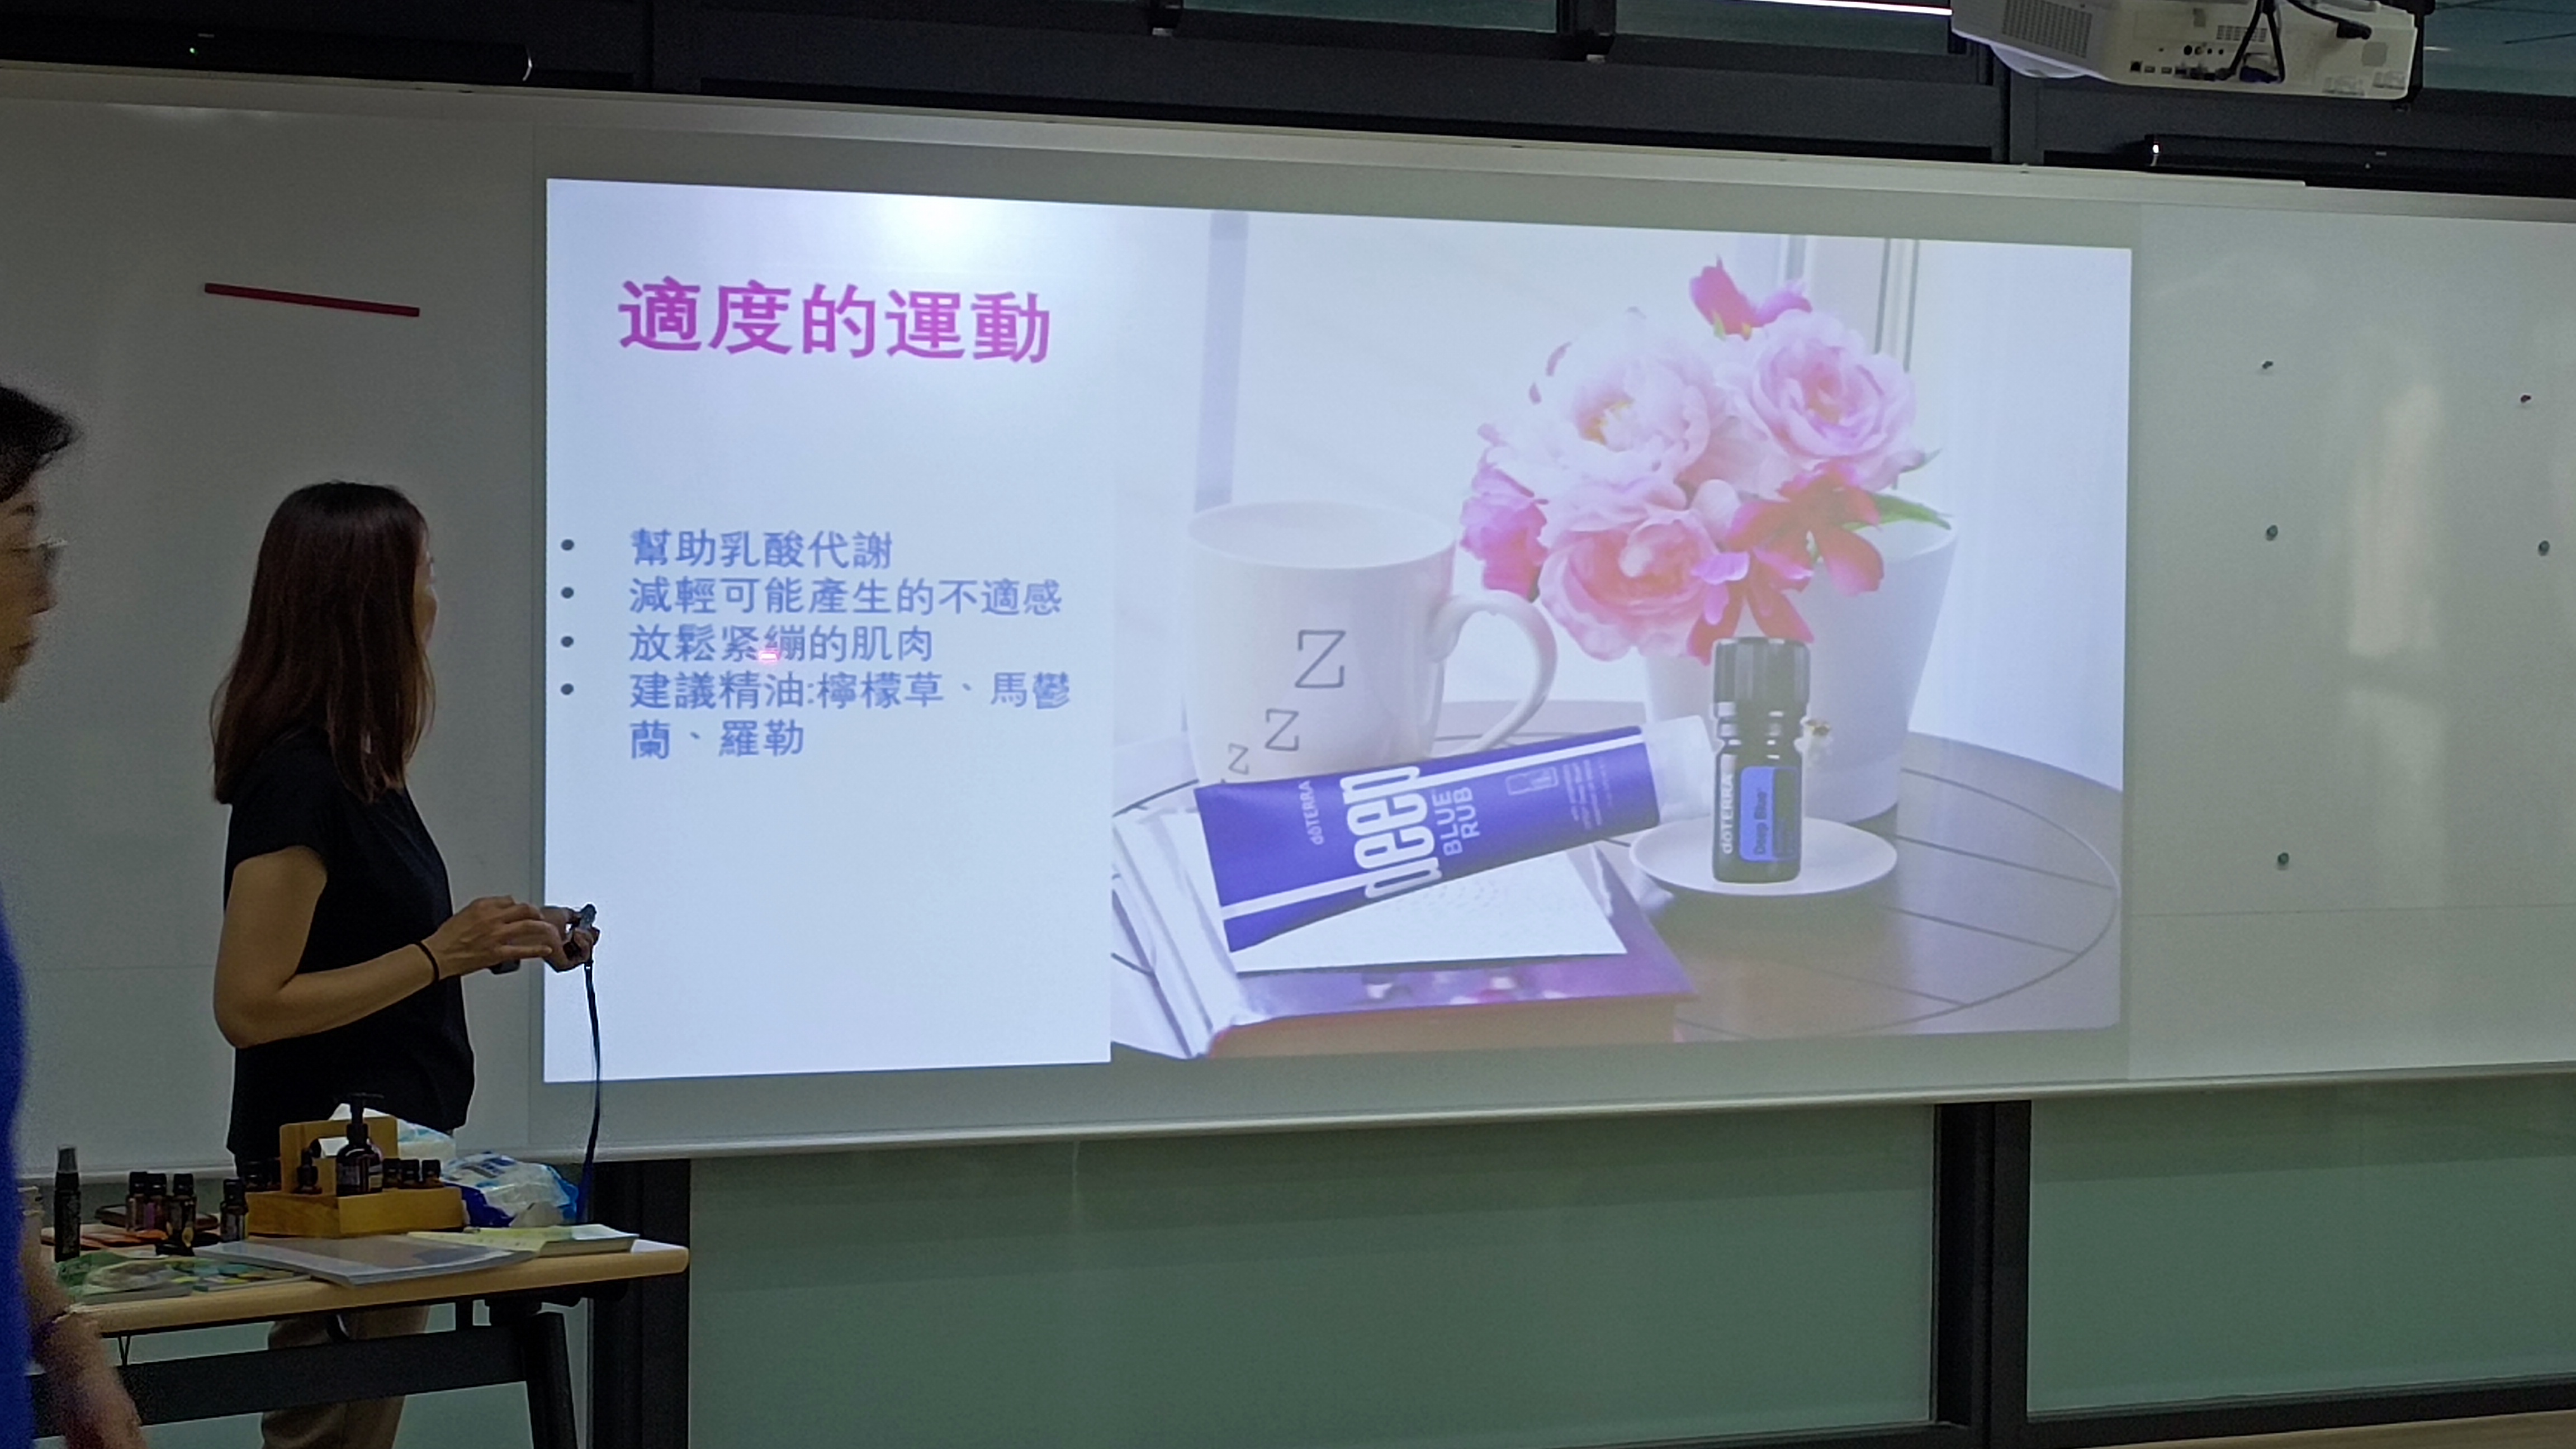 適度的運動
幫助乳酸代謝
減輕可能產生的不適感
放鬆紧繃的肌肉
建議精油:檸檬草、馬鬱
蘭、羅勒
Z
Z
Z
dōTERRA
deep
BLUE
RUB
dōTERRA
Deep Blue